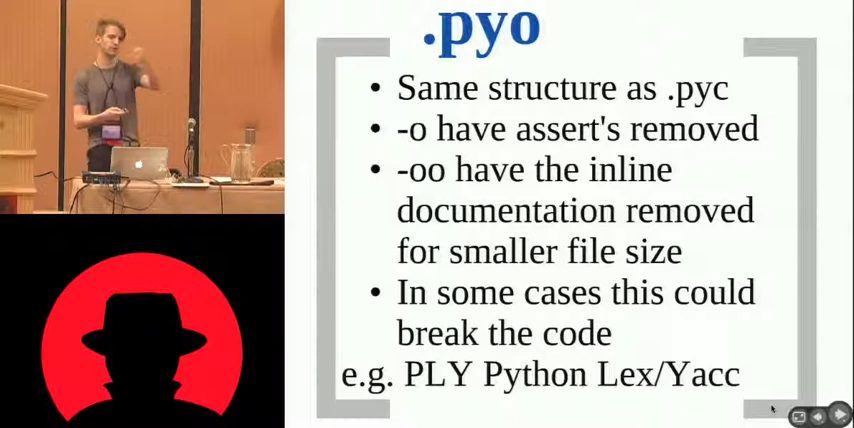 .pyo
• Same structure as .pyc
• -o have assert's removed
• -oo have the inline
documentation removed
for smaller file size
• In some cases this could
break the code
e.g. PLY Python Lex/Yacc